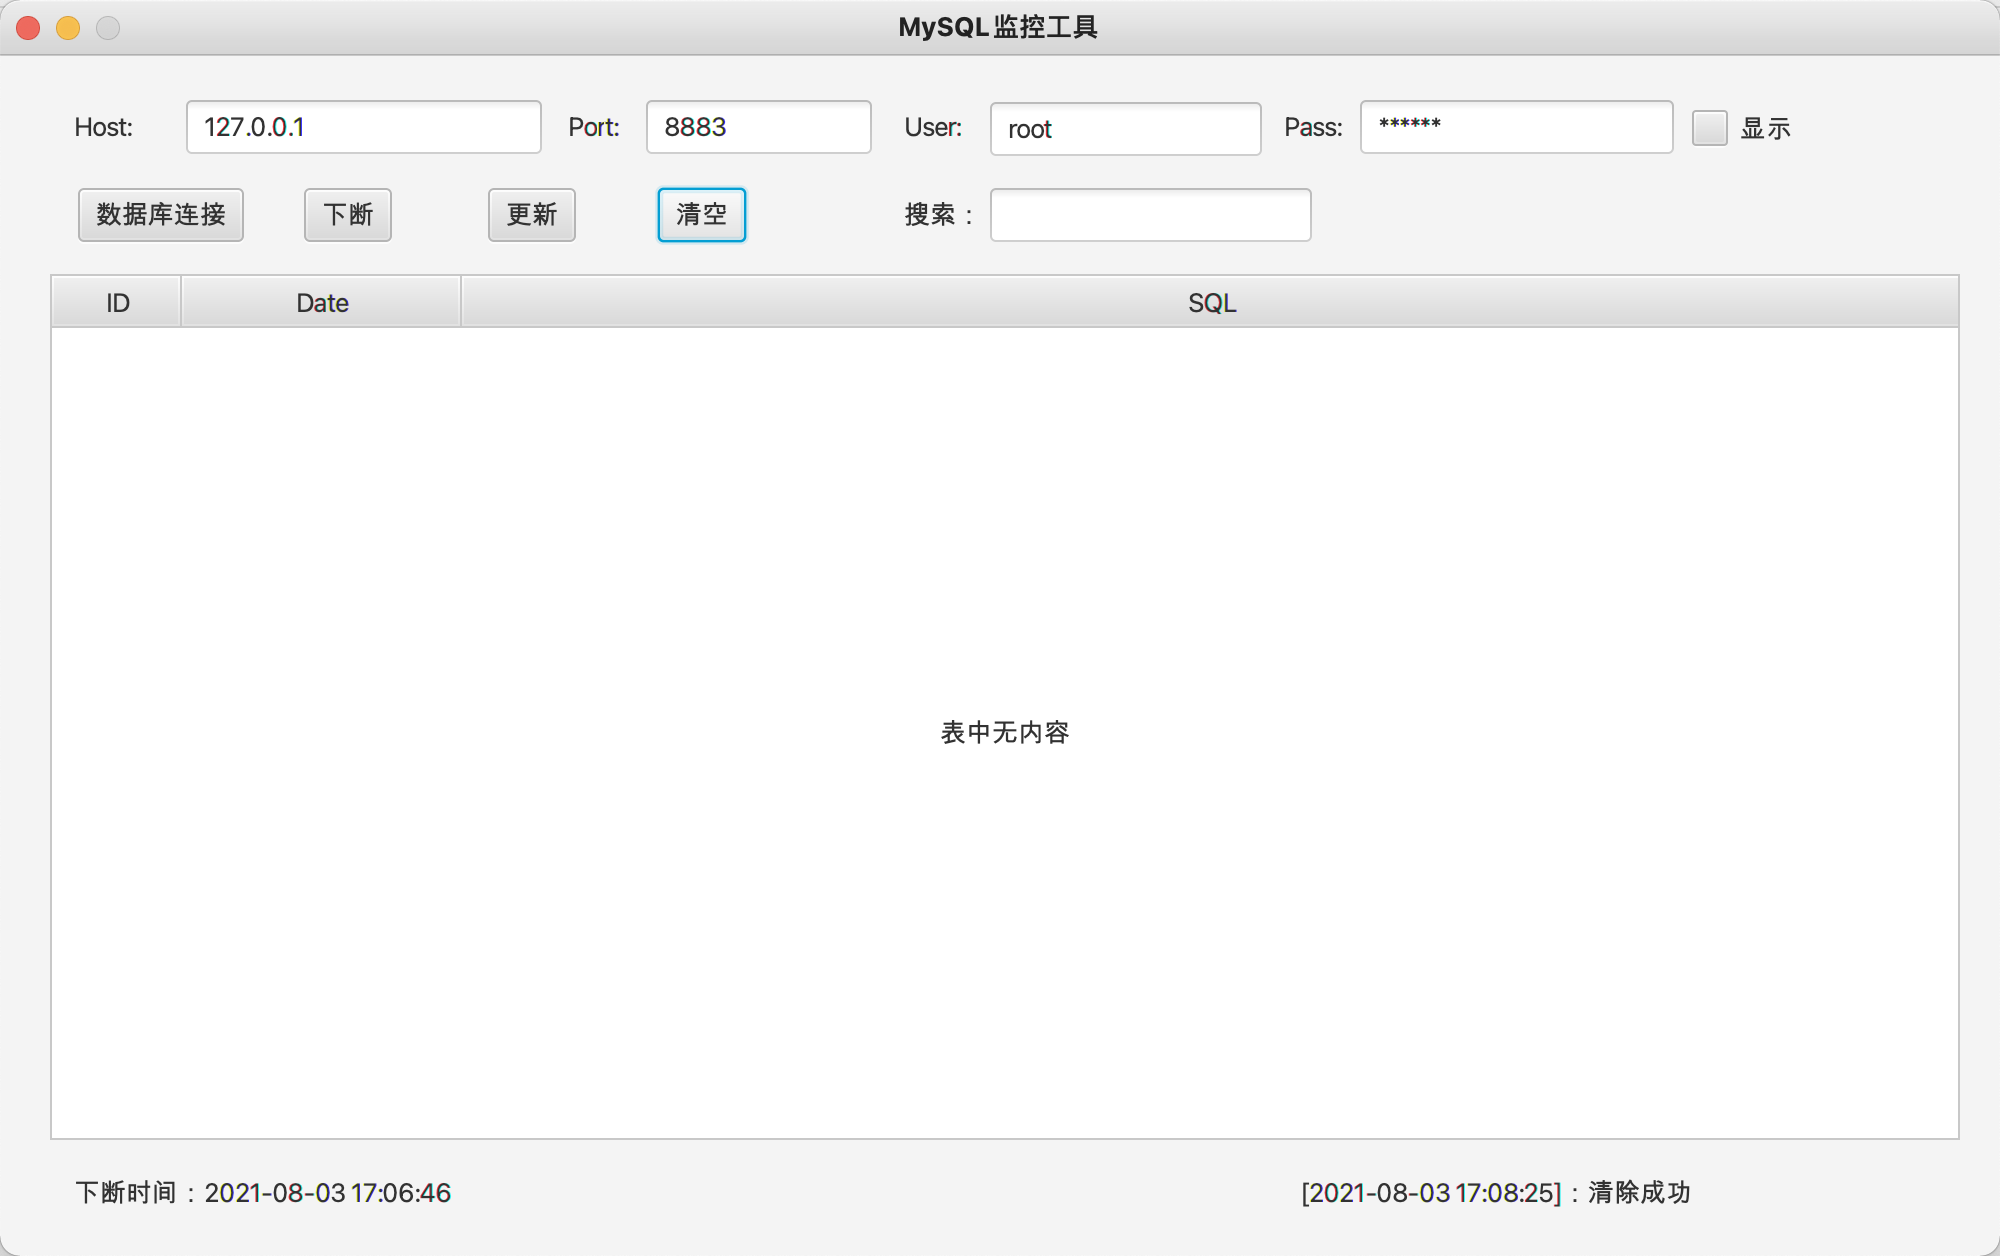 MySQL监控工具
Host: 127.0.0.1 Port: 8883 User: root Pass: ****** 显示
数据库连接 下断 更新 清空 搜索：
ID Date SQL
表中无内容
下断时间：2021-08-03 17:06:46 [2021-08-03 17:08:25]：清除成功